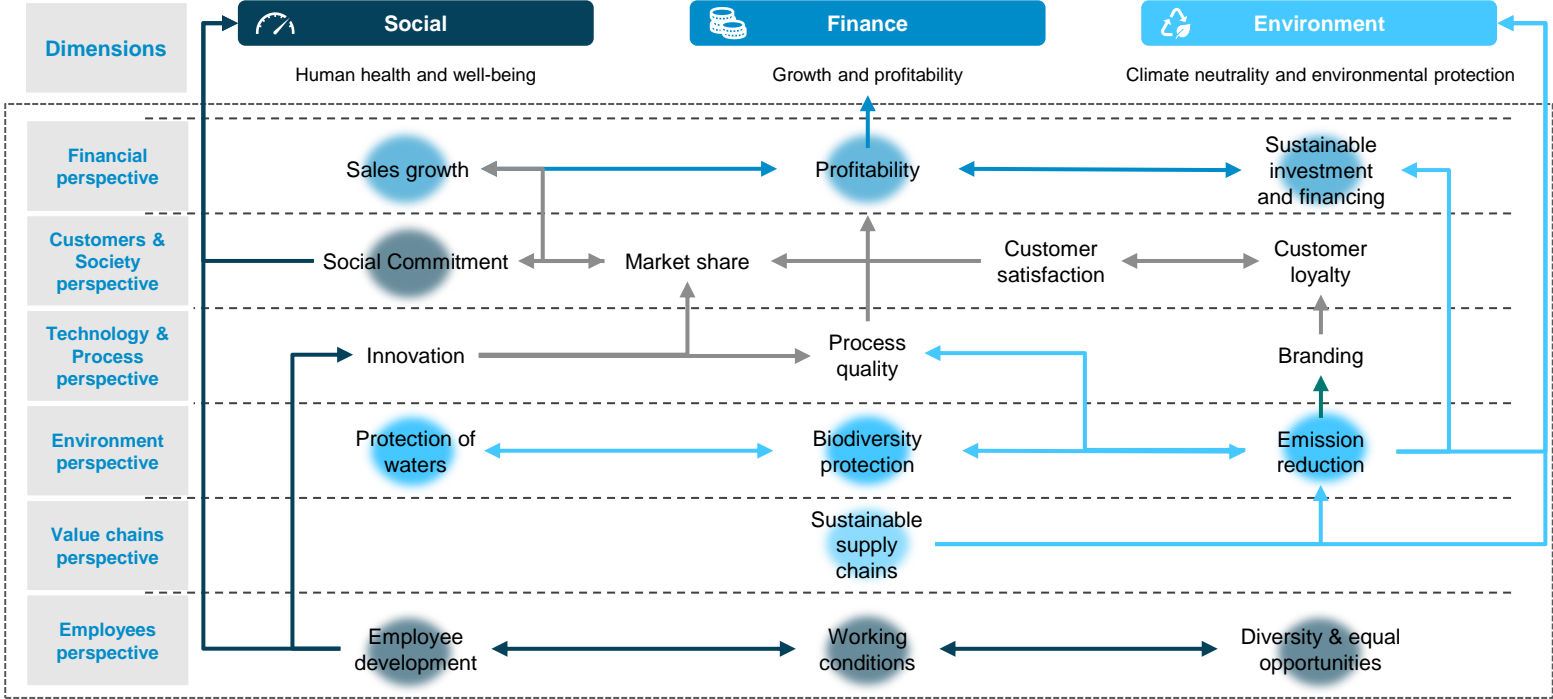 Dimensions
Social
Finance
Environment
Human health and well-being
Growth and profitability
Climate neutrality and environmental protection
Financial
perspective
Sales growth
Profitability
Sustainable
investment
and financing
Customers &
Society
perspective
Social Commitment
Market share
Customer
satisfaction
Customer
loyalty
Technology &
Process
perspective
Innovation
Process
quality
Branding
Environment
perspective
Protection of
waters
Biodiversity
protection
Emission
reduction
Value chains
perspective
Sustainable
supply
chains
Employees
perspective
Employee
development
Working
conditions
Diversity & equal
opportunities